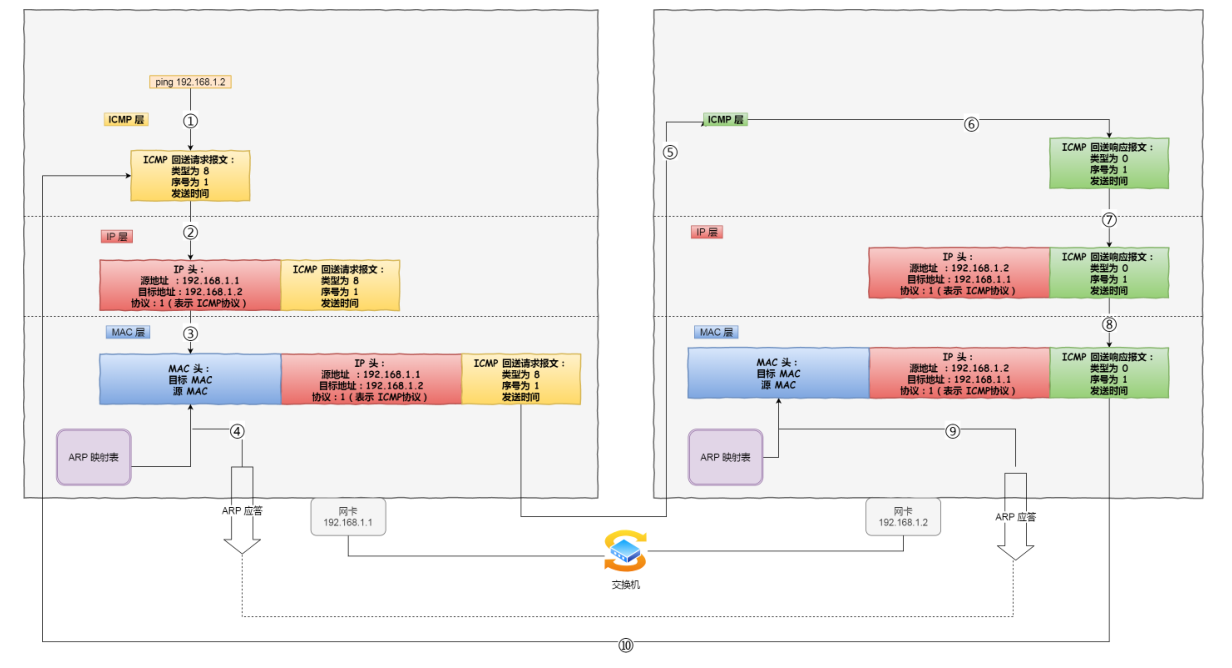 ping 192.168.1.2
ICMP 层
①
ICMP 回送请求报文：
类型为 8
序号为 1
发送时间
②
IP 层
IP 头：
源地址 ：192.168.1.1
目标地址：192.168.1.2
协议：1（表示 ICMP协议）
ICMP 回送请求报文：
类型为 8
序号为 1
发送时间
③
MAC 层
MAC 头：
目标 MAC
源 MAC
IP 头：
源地址 ：192.168.1.1
目标地址：192.168.1.2
协议：1（表示 ICMP协议）
ICMP 回送请求报文：
类型为 8
序号为 1
发送时间
④
ARP 映射表
ARP 应答
网卡
192.168.1.1
交换机
⑤
ICMP 层
⑥
ICMP 回送响应报文：
类型为 0
序号为 1
发送时间
⑦
IP 层
IP 头：
源地址 ：192.168.1.2
目标地址：192.168.1.1
协议：1（表示 ICMP协议）
ICMP 回送响应报文：
类型为 0
序号为 1
发送时间
⑧
MAC 层
MAC 头：
目标 MAC
源 MAC
IP 头：
源地址 ：192.168.1.2
目标地址：192.168.1.1
协议：1（表示 ICMP协议）
ICMP 回送响应报文：
类型为 0
序号为 1
发送时间
⑨
ARP 映射表
网卡
192.168.1.2
ARP 应答
⑩